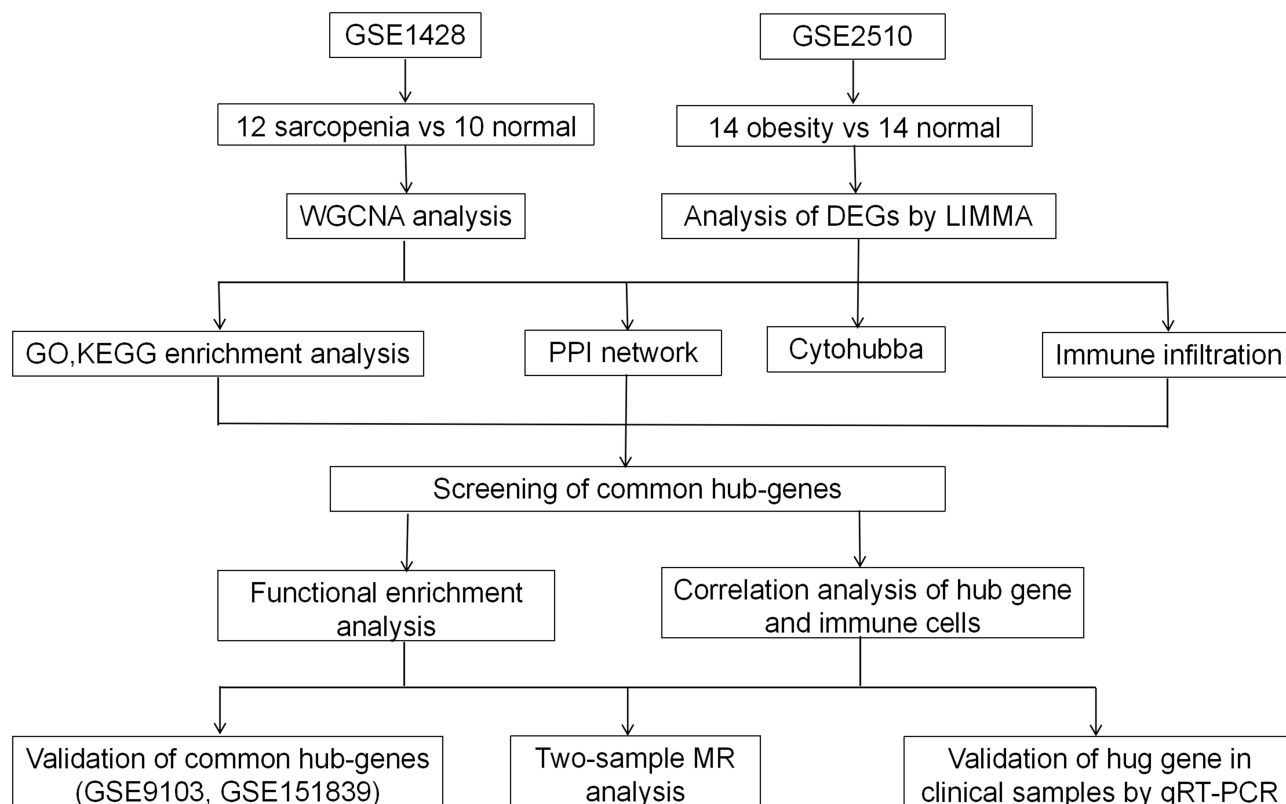 GSE1428
GSE2510
12 sarcopenia vs 10 normal
14 obesity vs 14 normal
WGCNA analysis
Analysis of DEGs by LIMMA
GO,KEGG enrichment analysis
PPI network
Cytohubba
Immune infiltration
Screening of common hub-genes
Functional enrichment
analysis
Correlation analysis of hub gene
and immune cells
Validation of common hub-genes
(GSE9103, GSE151839)
Two-sample MR
analysis
Validation of hug gene in
clinical samples by qRT-PCR